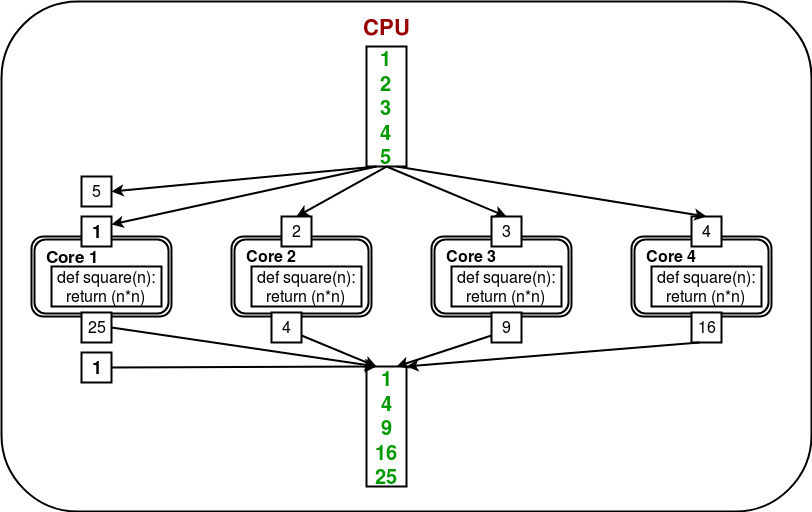 CPU
1
2
3
4
5
5
1
2
3
4
Core 1
def square(n):
return (n*n)
Core 2
def square(n):
return (n*n)
Core 3
def square(n):
return (n*n)
Core 4
def square(n):
return (n*n)
25
4
9
16
1
1
4
9
16
25